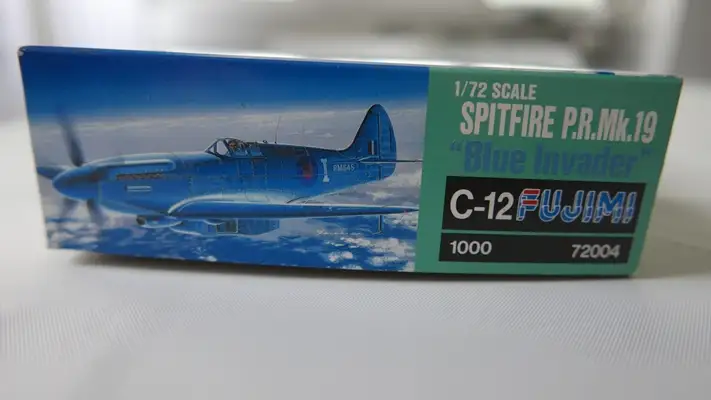 1/72 SCALE
SPITFIRE P.R.Mk.19
"Blue Invader"
C-12 FUJIMI
1000 72004
I